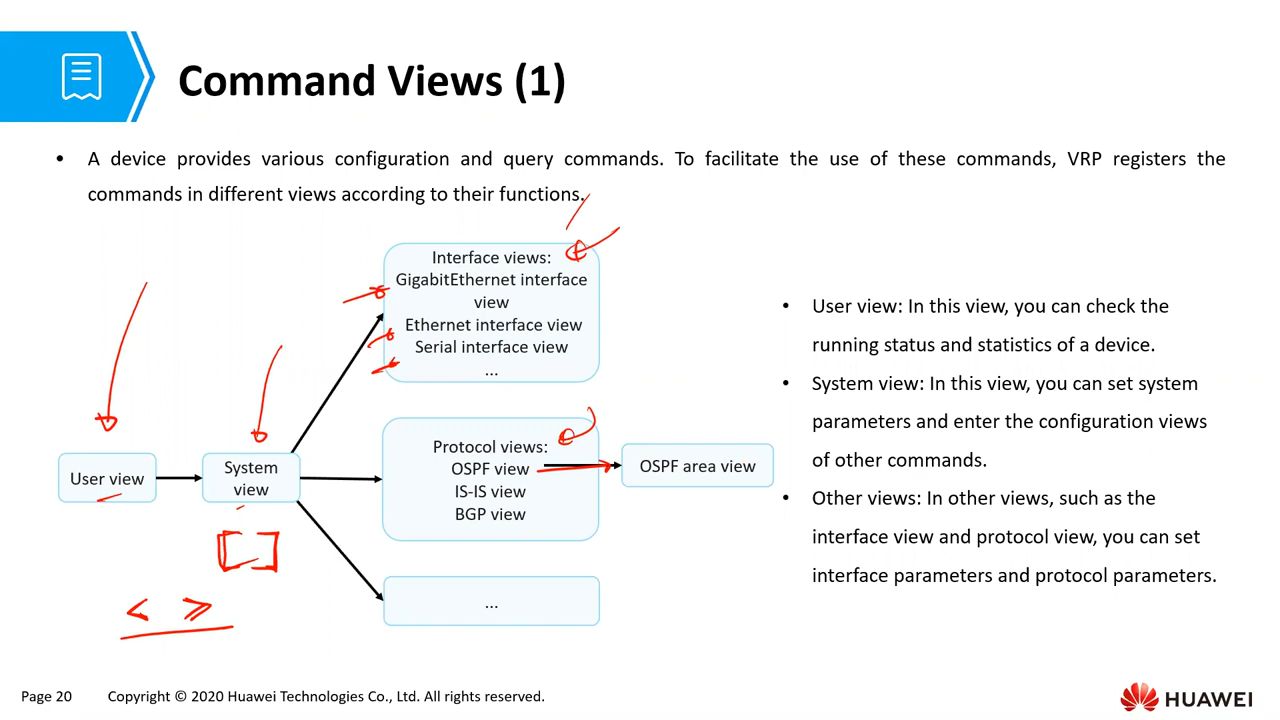 Command Views (1)
• A device provides various configuration and query commands. To facilitate the use of these commands, VRP registers the
commands in different views according to their functions.
Interface views:
GigabitEthernet interface
view
Ethernet interface view
Serial interface view
...
User view
System
view
Protocol views:
OSPF view
IS-IS view
BGP view
OSPF area view
...
[ ]
< >
• User view: In this view, you can check the
running status and statistics of a device.
• System view: In this view, you can set system
parameters and enter the configuration views
of other commands.
• Other views: In other views, such as the
interface view and protocol view, you can set
interface parameters and protocol parameters.
Page 20
Copyright © 2020 Huawei Technologies Co., Ltd. All rights reserved.
HUAWEI